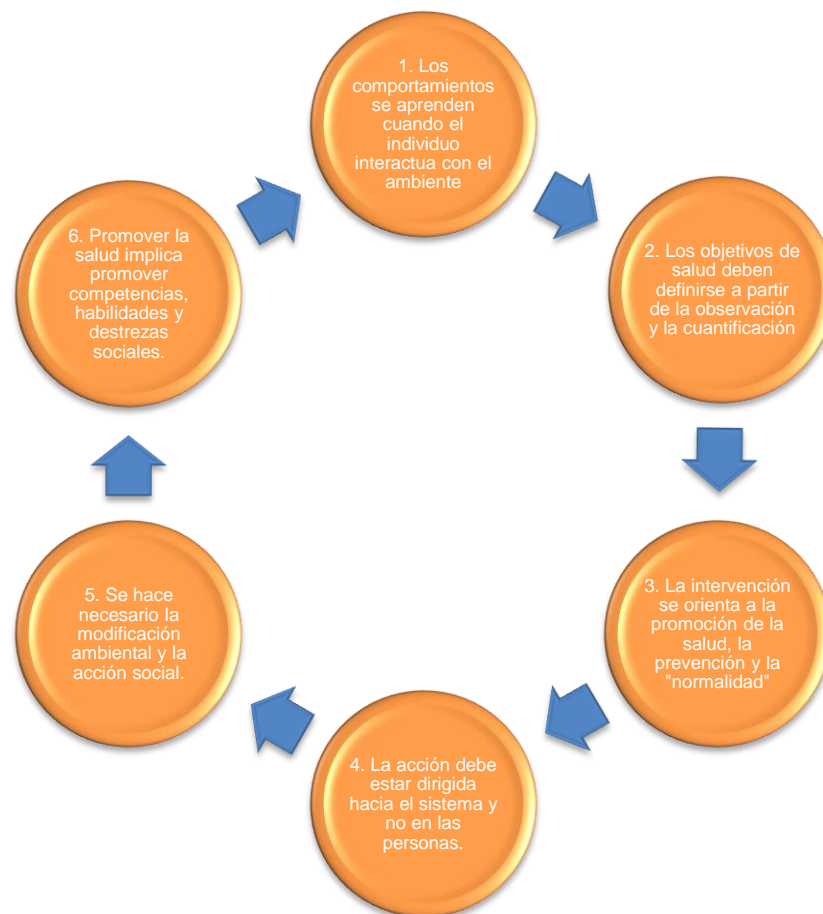 1. Los
comportamientos
se aprenden
cuando el
individuo
interactua con el
ambiente
2. Los objetivos de
salud deben
definirse a partir
de la observación
y la cuantificación
3. La intervención
se orienta a la
promoción de la
salud, la
prevención y la
"normalidad"
4. La acción debe
estar dirigida
hacia el sistema y
no en las
personas.
5. Se hace
necesario la
modificación
ambiental y la
acción social.
6. Promover la
salud implica
promover
competencias,
habilidades y
destrezas
sociales.